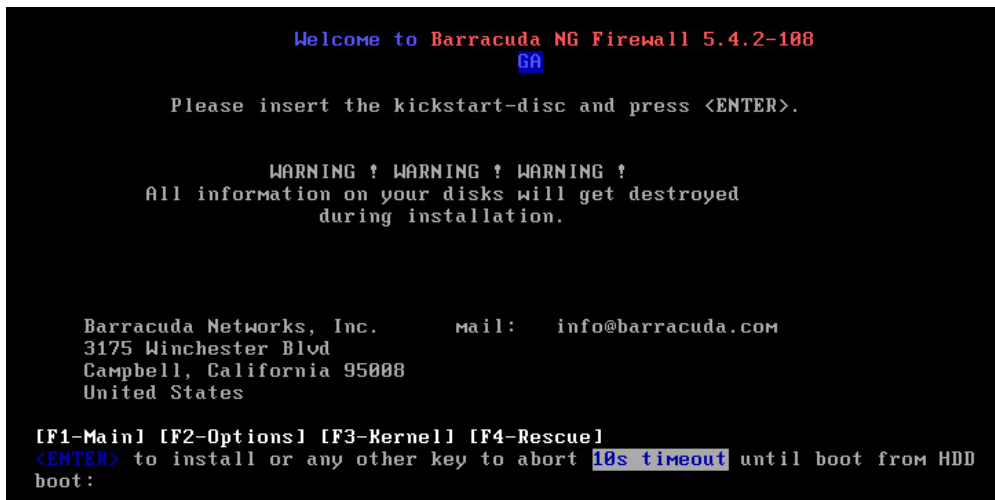 Welcome to Barracuda NG Firewall 5.4.2-108
GA
Please insert the kickstart-disc and press <ENTER>.
WARNING ! WARNING ! WARNING !
All information on your disks will get destroyed
during installation.
Barracuda Networks, Inc. mail: info@barracuda.com
3175 Winchester Blvd
Campbell, California 95008
United States
[F1-Main] [F2-Options] [F3-Kernel] [F4-Rescue]
<ENTER> to install or any other key to abort 10s timeout until boot from HDD
boot: